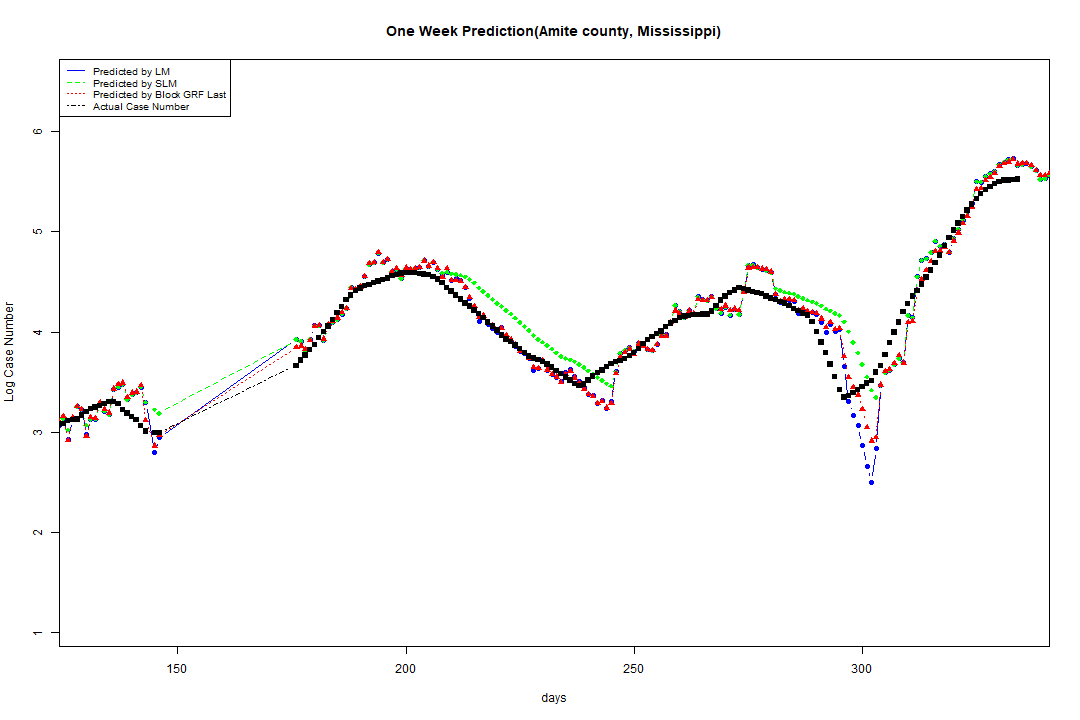 One Week Prediction(Amite county, Mississippi)
Predicted by LM
Predicted by SLM
Predicted by Block GRF Last
Actual Case Number
6
5
4
3
2
1
Log Case Number
150 200 250 300
days